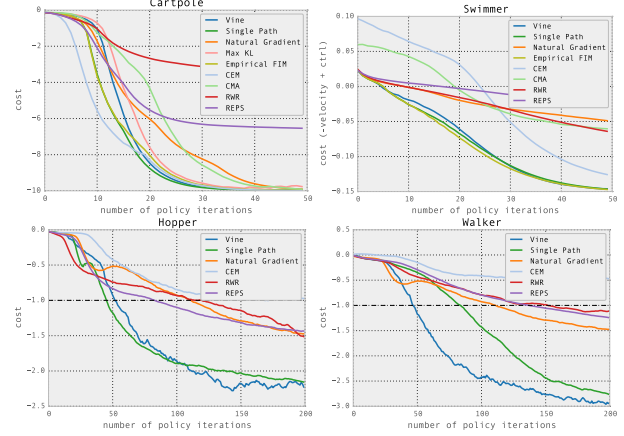 Cartpole
0
−2
−4
−6
−8
−10
cost
0 10 20 30 40 50
number of policy iterations
Vine
Single Path
Natural Gradient
Max KL
Empirical FIM
CEM
CMA
RWR
REPS
Swimmer
0.10
0.05
0.00
−0.05
−0.10
−0.15
cost (-velocity + ctrl)
0 10 20 30 40 50
number of policy iterations
Vine
Single Path
Natural Gradient
Empirical FIM
CEM
CMA
RWR
REPS
Hopper
0.0
−0.5
−1.0
−1.5
−2.0
−2.5
cost
0 50 100 150 200
number of policy iterations
Vine
Single Path
Natural Gradient
CEM
RWR
REPS
Walker
0.5
0.0
−0.5
−1.0
−1.5
−2.0
−2.5
−3.0
cost
0 50 100 150 200
number of policy iterations
Vine
Single Path
Natural Gradient
CEM
RWR
REPS